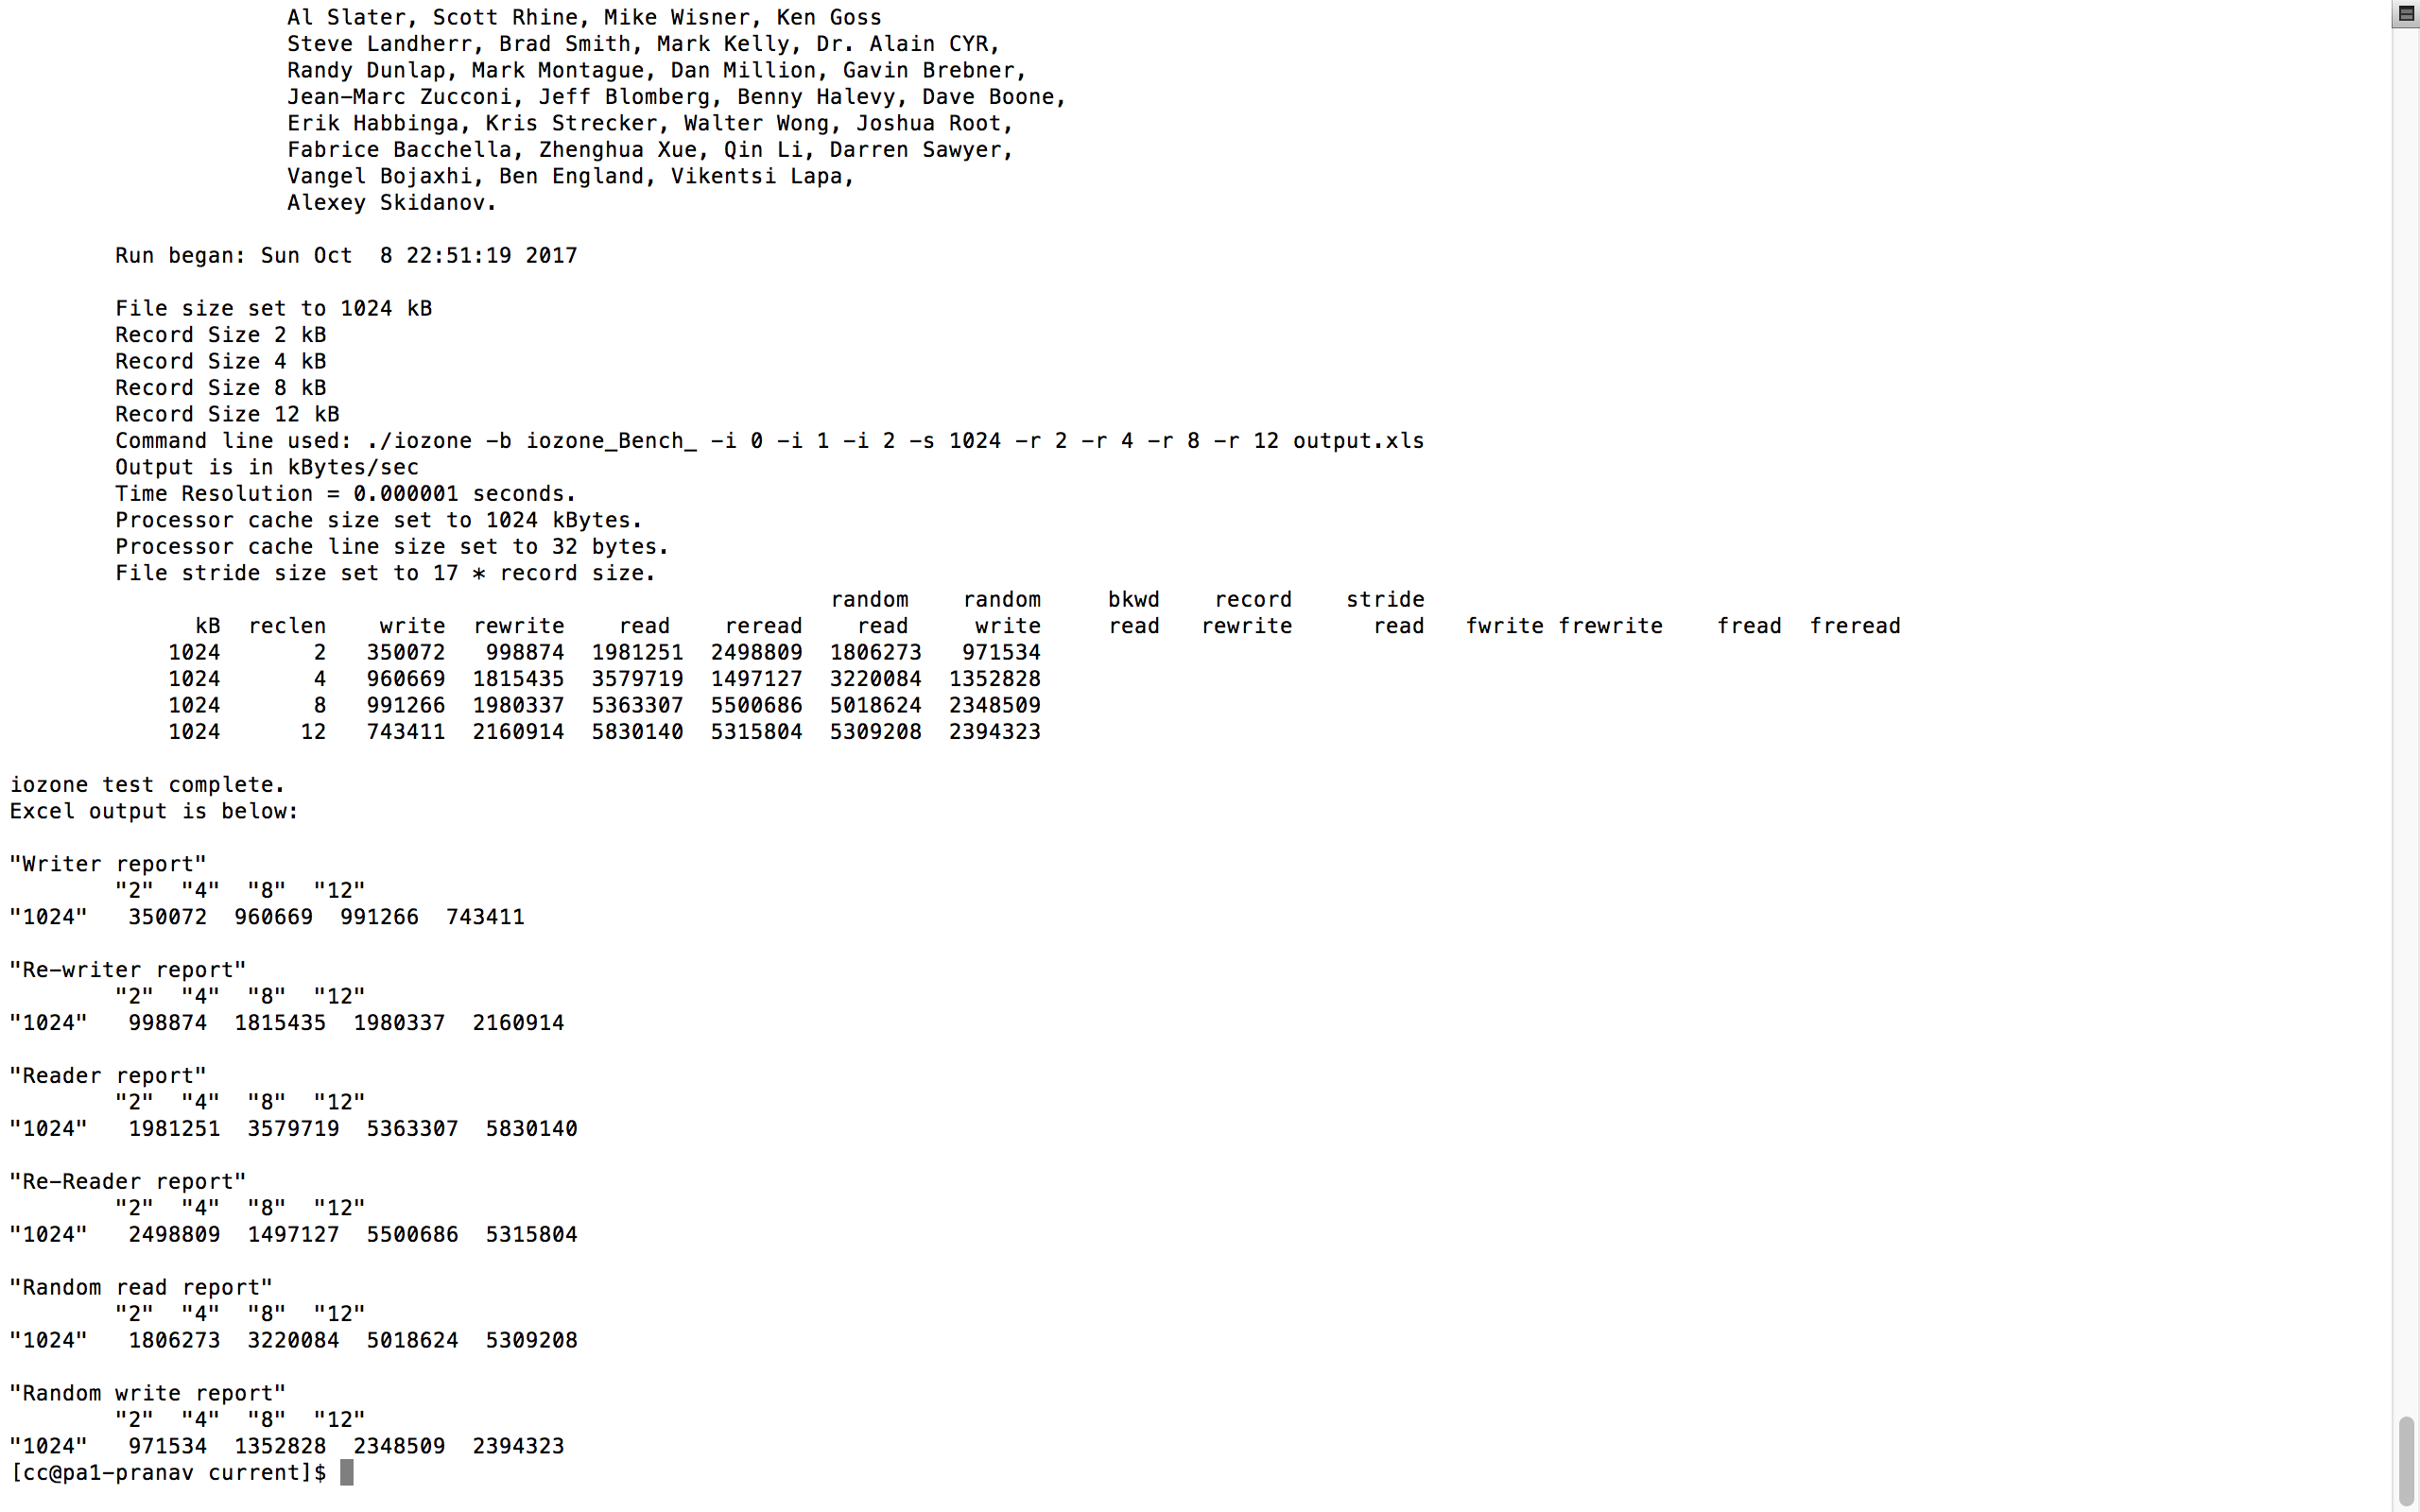 Al Slater, Scott Rhine, Mike Wisner, Ken Goss
Steve Landherr, Brad Smith, Mark Kelly, Dr. Alain CYR,
Randy Dunlap, Mark Montague, Dan Million, Gavin Brebner,
Jean-Marc Zucconi, Jeff Blomberg, Benny Halevy, Dave Boone,
Erik Habbinga, Kris Strecker, Walter Wong, Joshua Root,
Fabrice Bacchella, Zhenghua Xue, Qin Li, Darren Sawyer,
Vangel Bojaxhi, Ben England, Vikentsi Lapa,
Alexey Skidanov.
Run began: Sun Oct  8 22:51:19 2017
File size set to 1024 kB
Record Size 2 kB
Record Size 4 kB
Record Size 8 kB
Record Size 12 kB
Command line used: ./iozone -b iozone_Bench_ -i 0 -i 1 -i 2 -s 1024 -r 2 -r 4 -r 8 -r 12 output.xls
Output is in kBytes/sec
Time Resolution = 0.000001 seconds.
Processor cache size set to 1024 kBytes.
Processor cache line size set to 32 bytes.
File stride size set to 17 * record size.
random random bkwd record stride
kB reclen write rewrite read reread read write read rewrite read fwrite frewrite fread freread
1024 2 350072 998874 1981251 2498809 1806273 971534
1024 4 960669 1815435 3579719 1497127 3220084 1352828
1024 8 991266 1980337 5363307 5500686 5018624 2348509
1024 12 743411 2160914 5830140 5315804 5309208 2394323
iozone test complete.
Excel output is below:
"Writer report"
"2" "4" "8" "12"
"1024" 350072 960669 991266 743411
"Re-writer report"
"2" "4" "8" "12"
"1024" 998874 1815435 1980337 2160914
"Reader report"
"2" "4" "8" "12"
"1024" 1981251 3579719 5363307 5830140
"Re-Reader report"
"2" "4" "8" "12"
"1024" 2498809 1497127 5500686 5315804
"Random read report"
"2" "4" "8" "12"
"1024" 1806273 3220084 5018624 5309208
"Random write report"
"2" "4" "8" "12"
"1024" 971534 1352828 2348509 2394323
[cc@pa1-pranav current]$